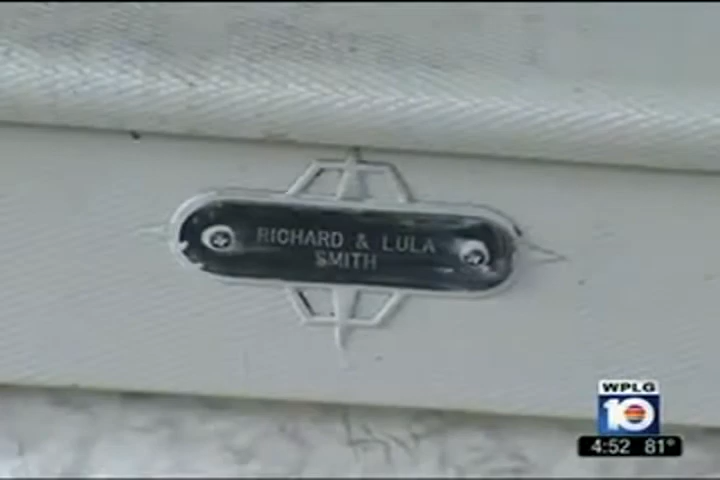 RICHARD & LULA
SMITH
WPLG
10
4:52 81°